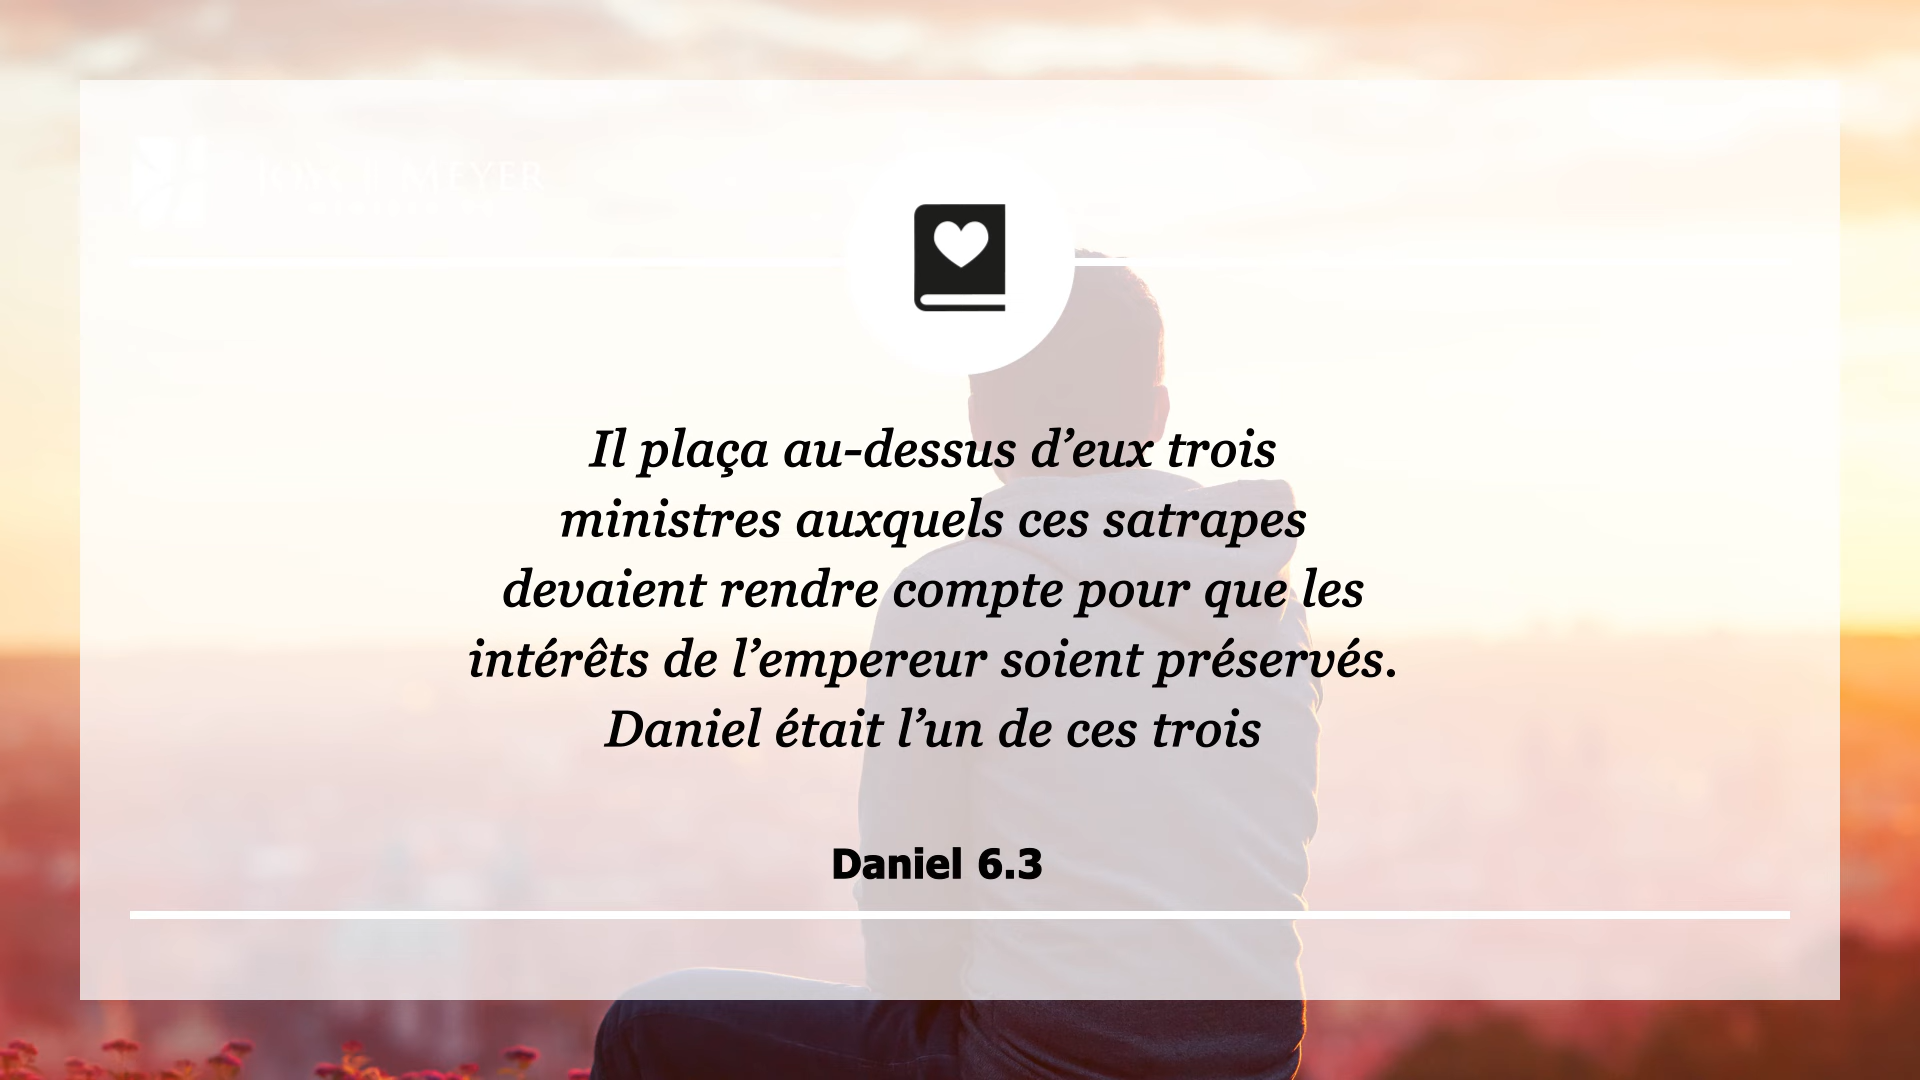 MEYER
Il plaça au-dessus d’eux trois
ministres auxquels ces satrapes
devaient rendre compte pour que les
intérêts de l’empereur soient préservés.
Daniel était l’un de ces trois
Daniel 6.3